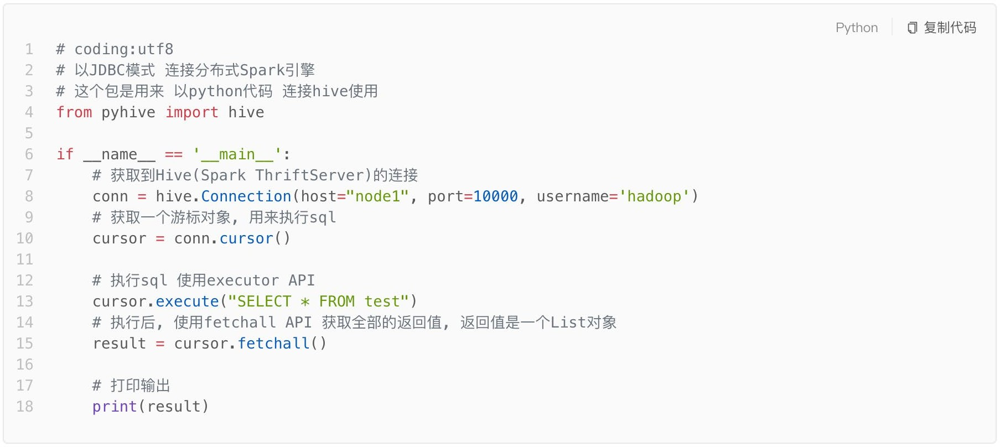 Python 复制代码
1 # coding:utf8
2 # 以JDBC模式 连接分布式Spark引擎
3 # 这个包是用来 以python代码 连接hive使用
4 from pyhive import hive
5
6 if __name__ == '__main__':
7     # 获取到Hive(Spark ThriftServer)的连接
8     conn = hive.Connection(host="node1", port=10000, username='hadoop')
9     # 获取一个游标对象, 用来执行sql
10     cursor = conn.cursor()
11
12     # 执行sql 使用executor API
13     cursor.execute("SELECT * FROM test")
14     # 执行后, 使用fetchall API 获取全部的返回值, 返回值是一个List对象
15     result = cursor.fetchall()
16
17     # 打印输出
18     print(result)